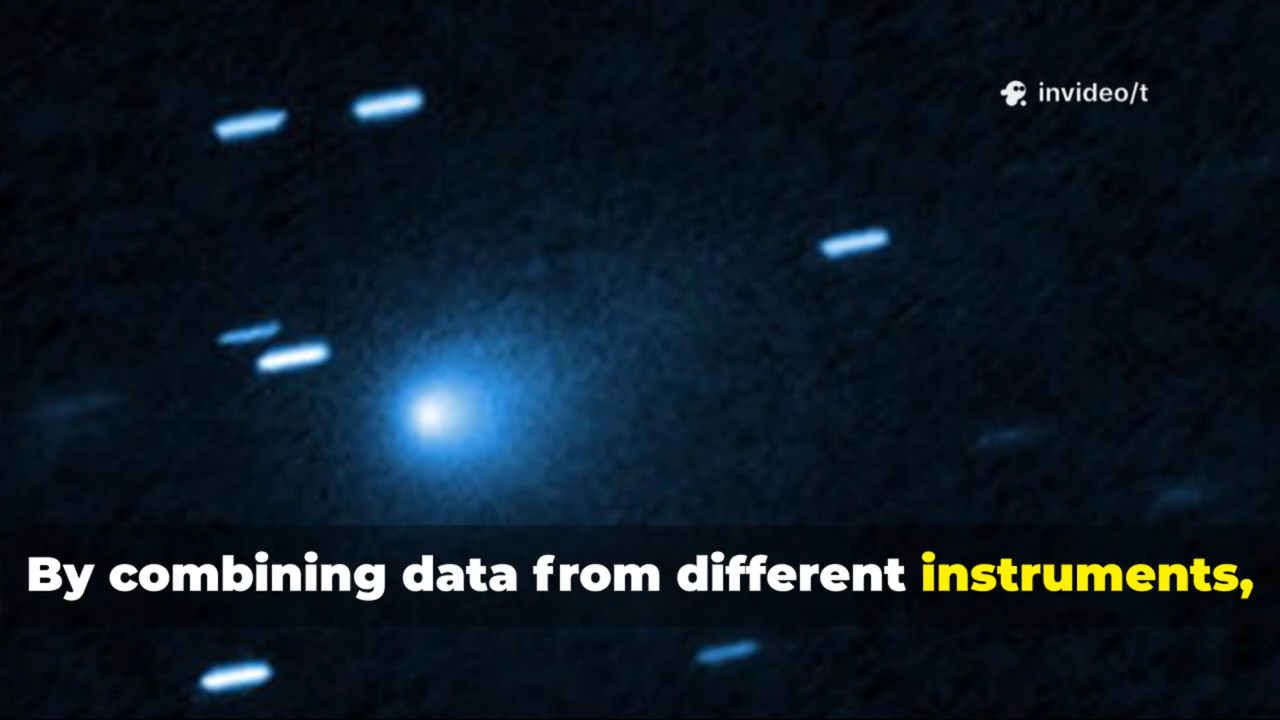 invideo/t
By combining data from different instruments,